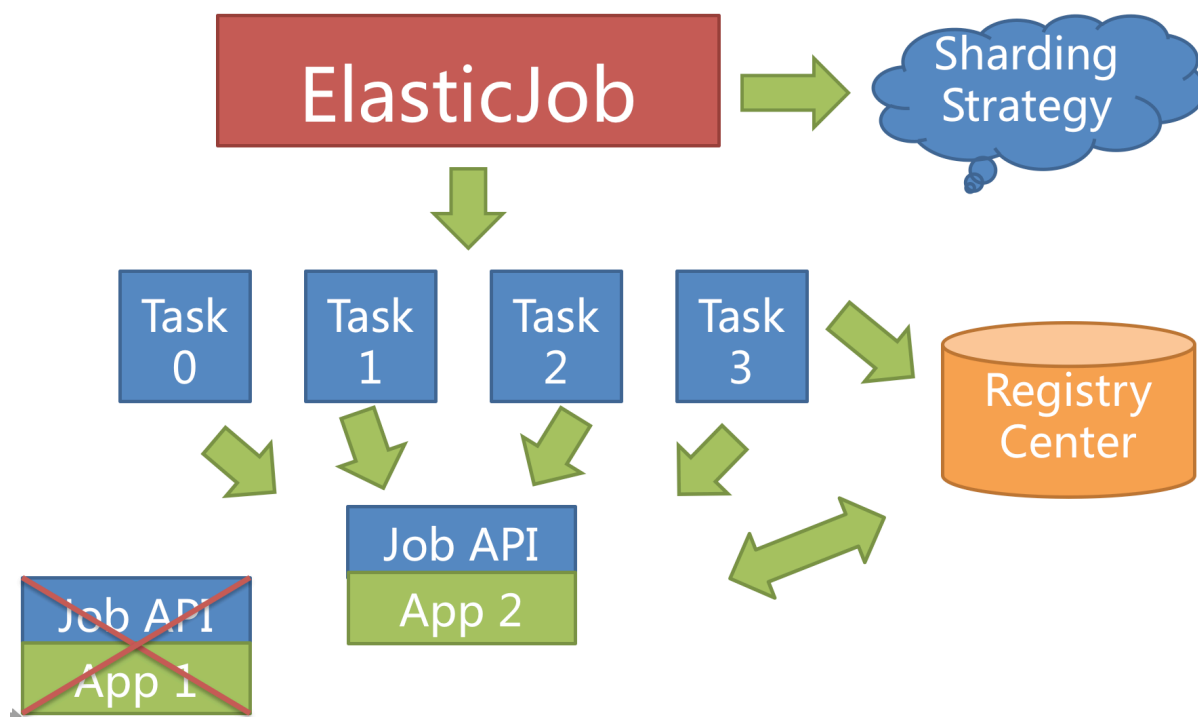 ElasticJob
Sharding
Strategy
Task
0
Task
1
Task
2
Task
3
Registry
Center
Job API
App 2
Job API
App 1